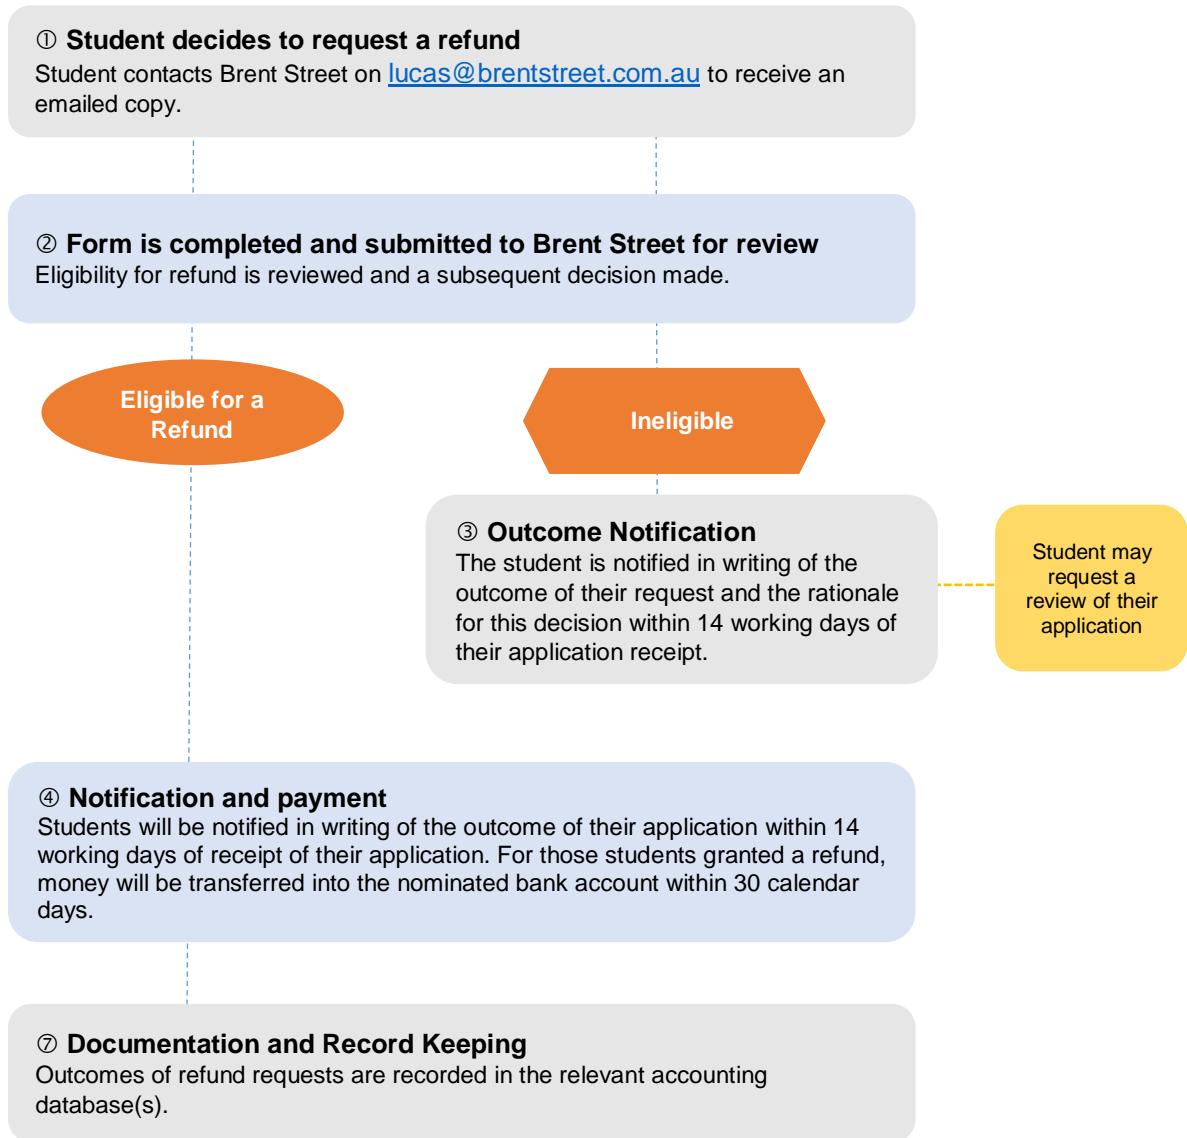 ① Student decides to request a refund
Student contacts Brent Street on lucas@brentstreet.com.au to receive an
emailed copy.
② Form is completed and submitted to Brent Street for review
Eligibility for refund is reviewed and a subsequent decision made.
Eligible for a
Refund
Ineligible
③ Outcome Notification
The student is notified in writing of the
outcome of their request and the rationale
for this decision within 14 working days of
their application receipt.
Student may
request a
review of their
application
④ Notification and payment
Students will be notified in writing of the outcome of their application within 14
working days of receipt of their application. For those students granted a refund,
money will be transferred into the nominated bank account within 30 calendar
days.
⑦ Documentation and Record Keeping
Outcomes of refund requests are recorded in the relevant accounting
database(s).